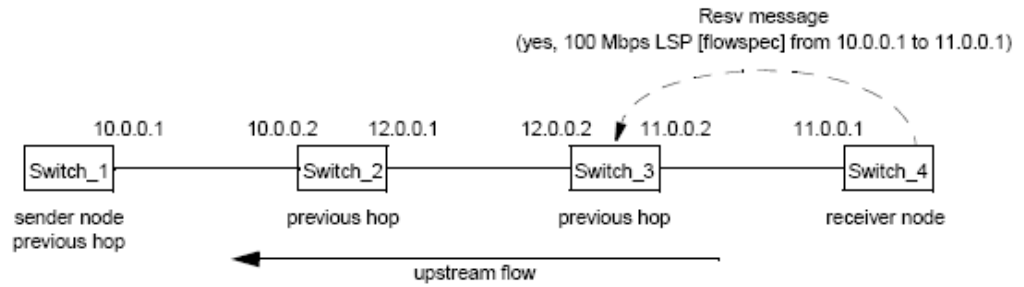 Resv message
(yes, 100 Mbps LSP [flowspec] from 10.0.0.1 to 11.0.0.1)
10.0.0.1
10.0.0.2
12.0.0.1
12.0.0.2
11.0.0.2
11.0.0.1
Switch_1
Switch_2
Switch_3
Switch_4
sender node
previous hop
previous hop
previous hop
receiver node
upstream flow